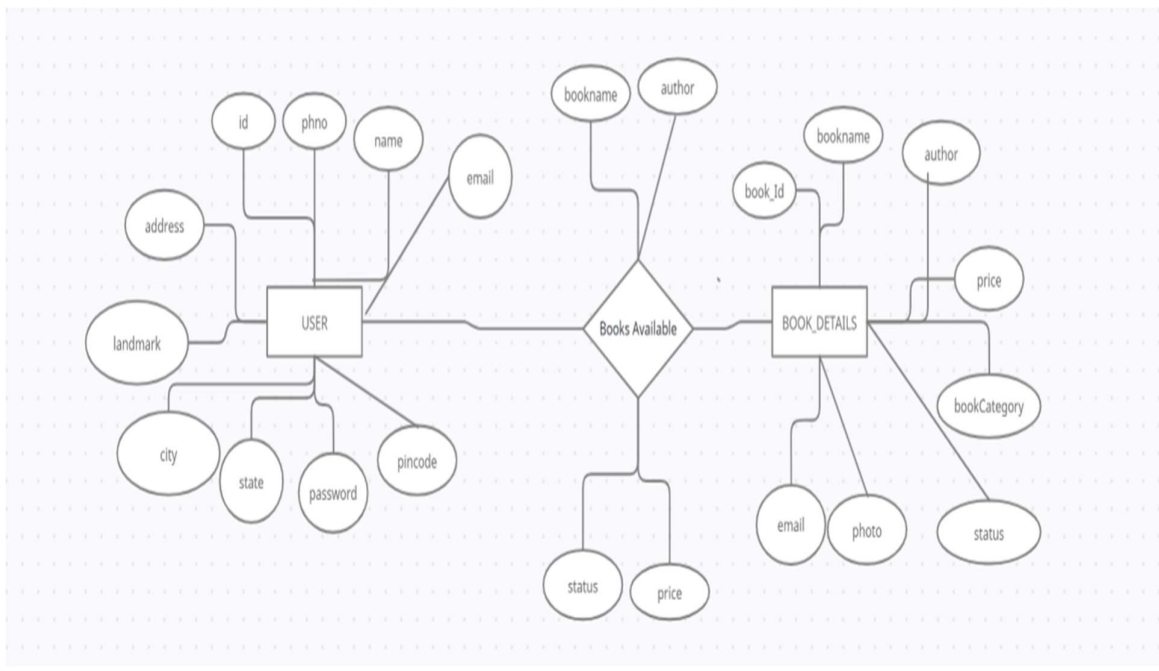 id
phno
name
email
address
USER
landmark
city
state
password
pincode
bookname
author
Books Available
status
price
book_Id
bookname
author
price
BOOK_DETAILS
bookCategory
email
photo
status